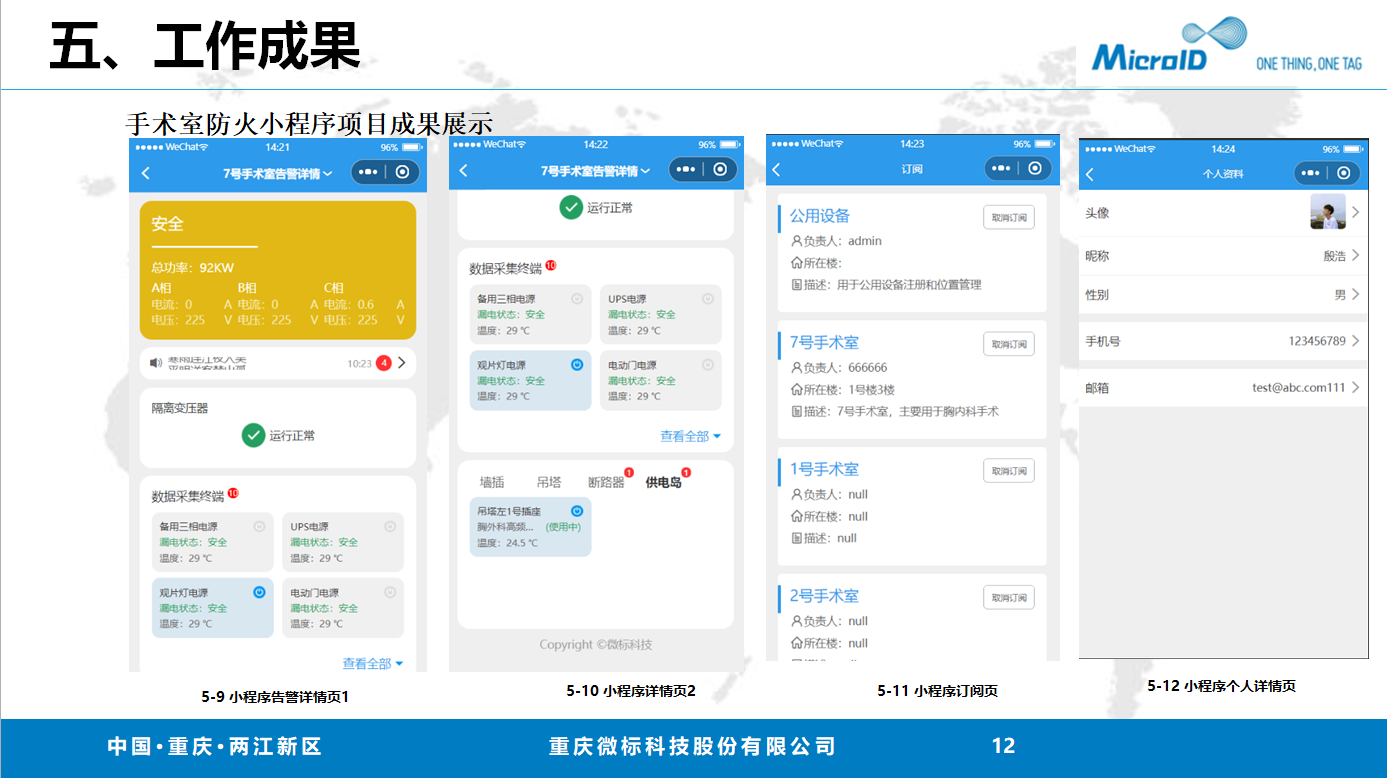 五、工作成果
MicroID
ONE THING, ONE TAG
手术室防火小程序项目成果展示
WeChat 14:21 96%
7号手术室告警详情
安全
总功率：92KW
A相 B相 C相
电流：0 A 电流：0 A 电流：0.6 A
电压：225 V 电压：225 V 电压：225 V
10:23 4
隔离变压器
运行正常
数据采集终端 10
备用三相电源 UPS电源
漏电状态：安全 漏电状态：安全
温度：29 ℃ 温度：29 ℃
观片灯电源 电动门电源
漏电状态：安全 漏电状态：安全
温度：29 ℃ 温度：29 ℃
查看全部
5-9 小程序告警详情页1
WeChat 14:22 96%
7号手术室告警详情
运行正常
数据采集终端 10
备用三相电源 UPS电源
漏电状态：安全 漏电状态：安全
温度：29 ℃ 温度：29 ℃
观片灯电源 电动门电源
漏电状态：安全 漏电状态：安全
温度：29 ℃ 温度：29 ℃
查看全部
墙插 吊塔 断路器 1 供电岛 1
吊塔左1号插座
胸外科高频... (使用中)
温度：24.5 ℃
Copyright ©微标科技
5-10 小程序详情页2
WeChat 14:23 96%
订阅
公用设备 取消订阅
负责人：admin
所在楼：
描述：用于公用设备注册和位置管理
7号手术室 取消订阅
负责人：666666
所在楼：1号楼3楼
描述：7号手术室，主要用于胸内科手术
1号手术室 取消订阅
负责人：null
所在楼：null
描述：null
2号手术室 取消订阅
负责人：null
所在楼：null
5-11 小程序订阅页
WeChat 14:24 96%
个人资料
头像
昵称 殷浩
性别 男
手机号 123456789
邮箱 test@abc.com111
5-12 小程序个人详情页
中国·重庆·两江新区
重庆微标科技股份有限公司
12